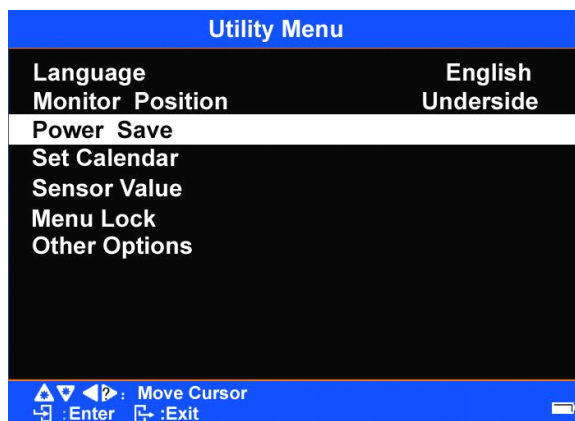 Utility Menu
Language English
Monitor Position Underside
Power Save
Set Calendar
Sensor Value
Menu Lock
Other Options
? : Move Cursor
:Enter :Exit